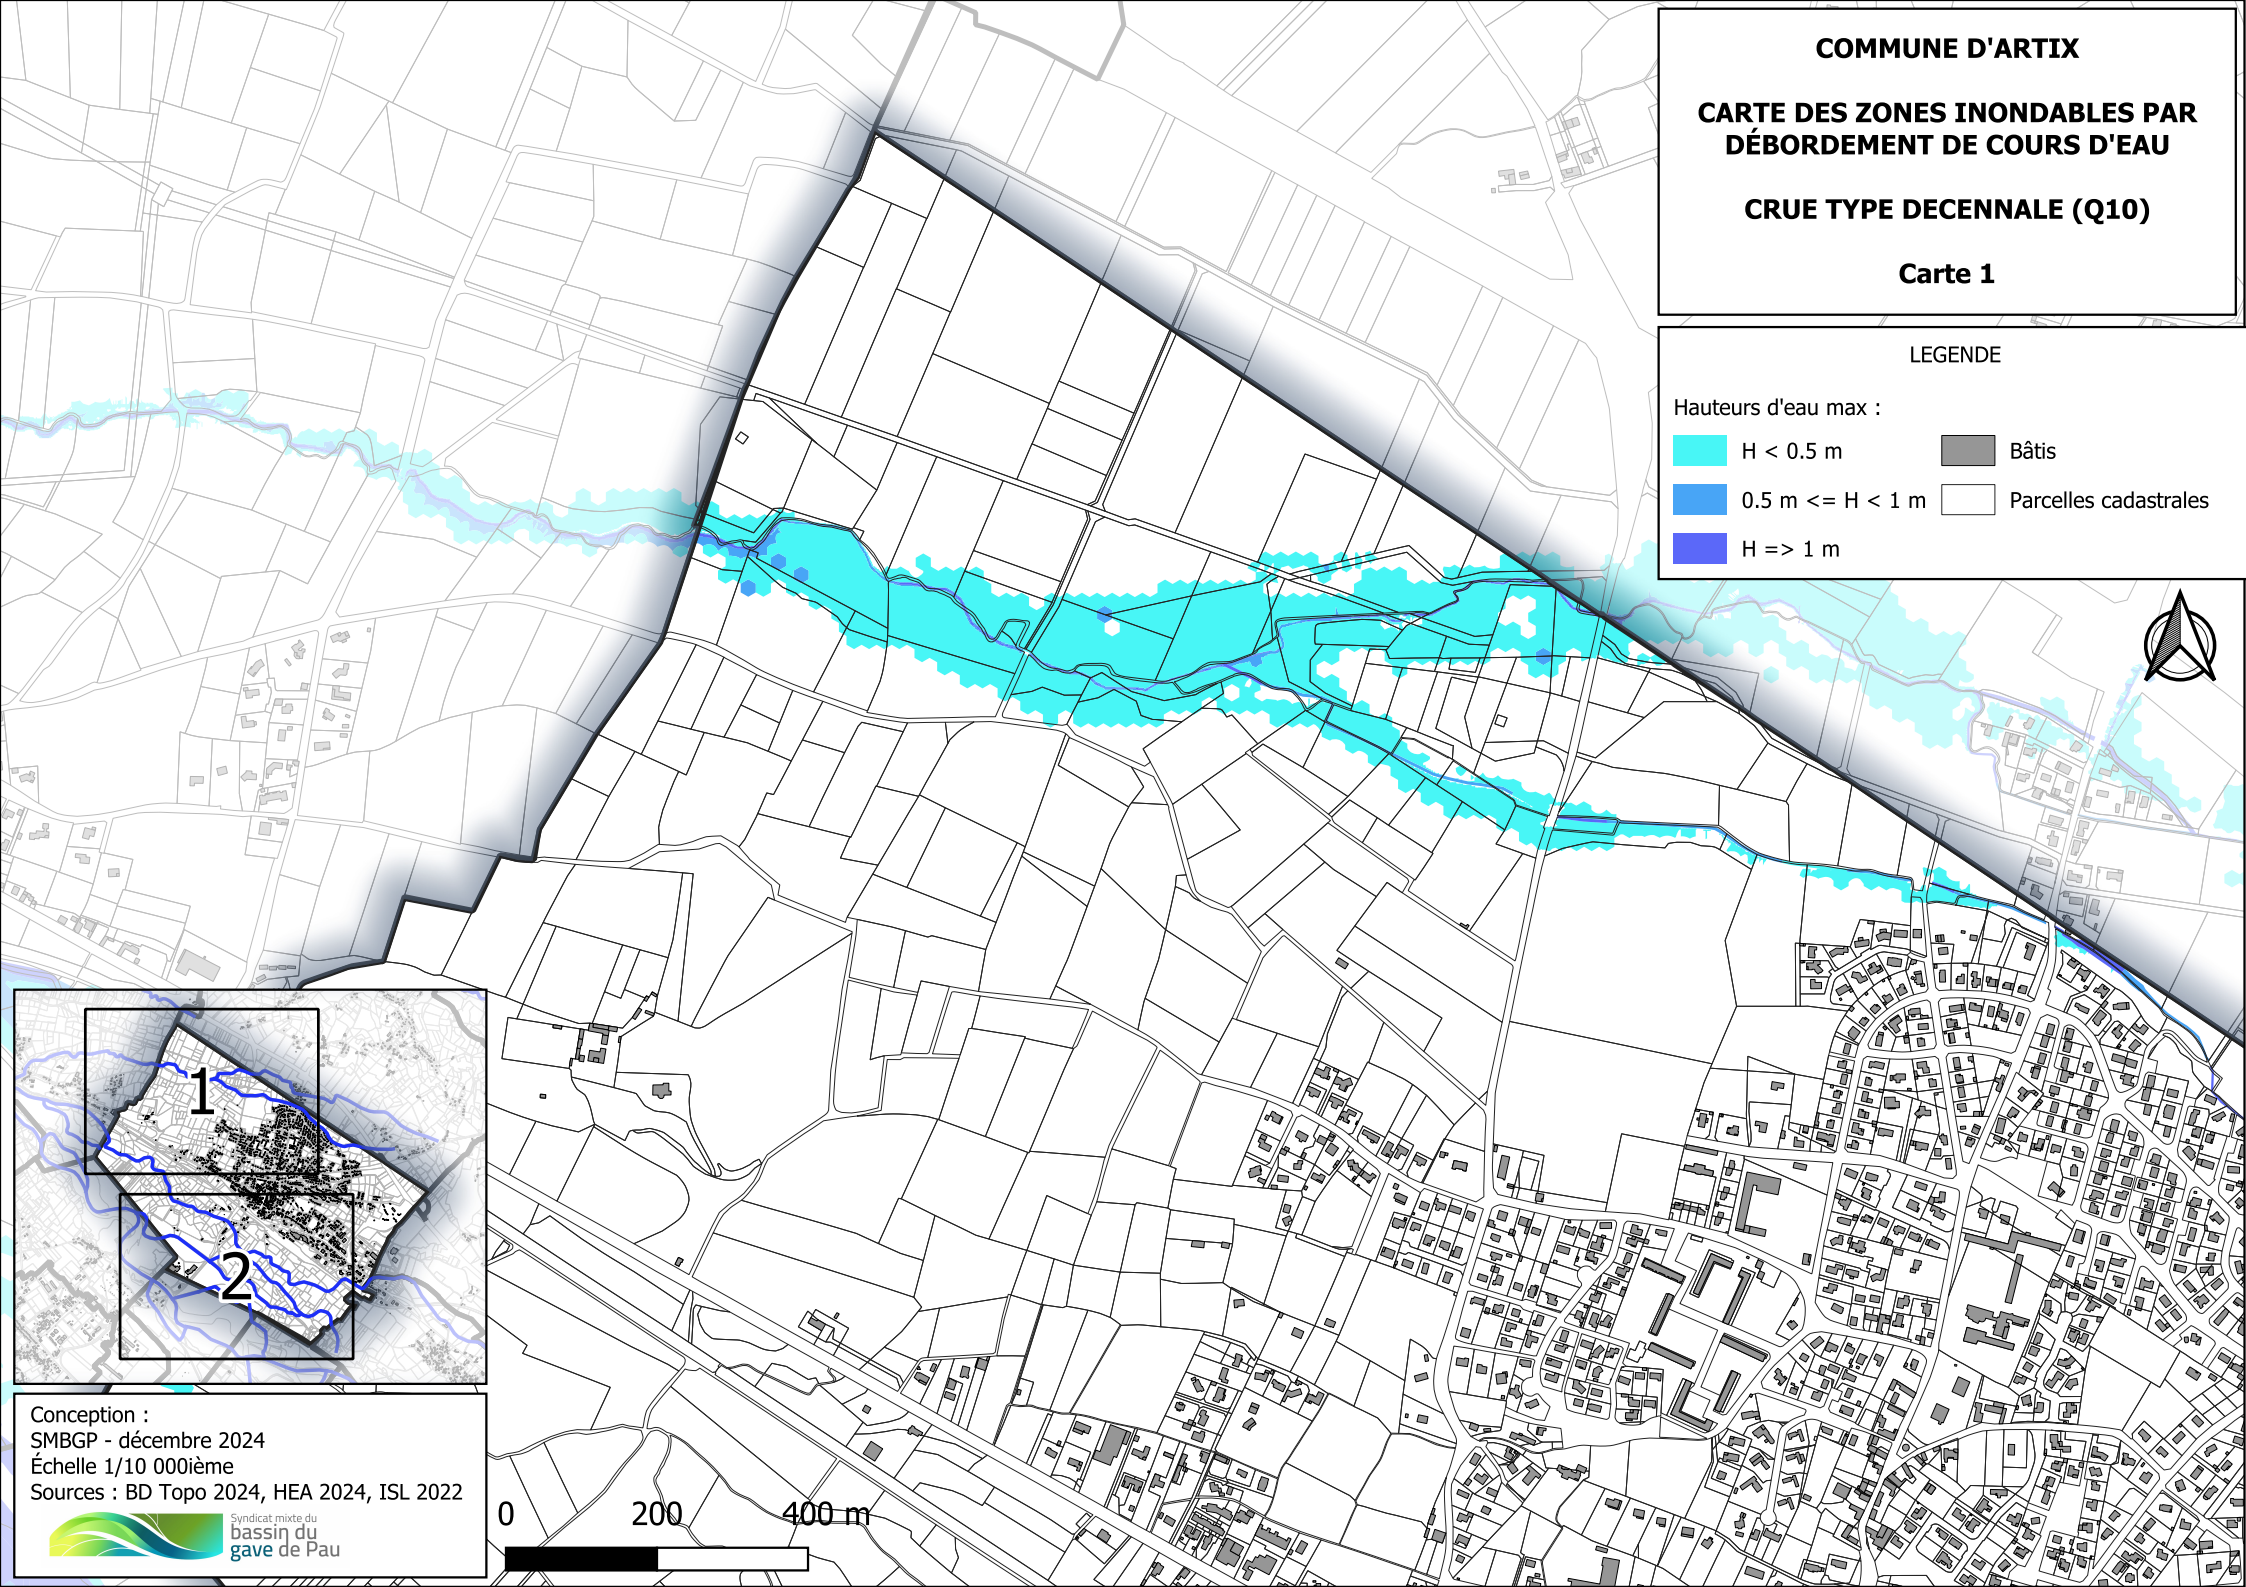 COMMUNE D'ARTIX
CARTE DES ZONES INONDABLES PAR
DÉBORDEMENT DE COURS D'EAU
CRUE TYPE DECENNALE (Q10)
Carte 1
LEGENDE
Hauteurs d'eau max :
H < 0.5 m
0.5 m <= H < 1 m
H => 1 m
Bâtis
Parcelles cadastrales
1
2
Conception :
SMBGP - décembre 2024
Échelle 1/10 000ième
Sources : BD Topo 2024, HEA 2024, ISL 2022
Syndicat mixte du
bassin du
gave de Pau
0 200 400 m